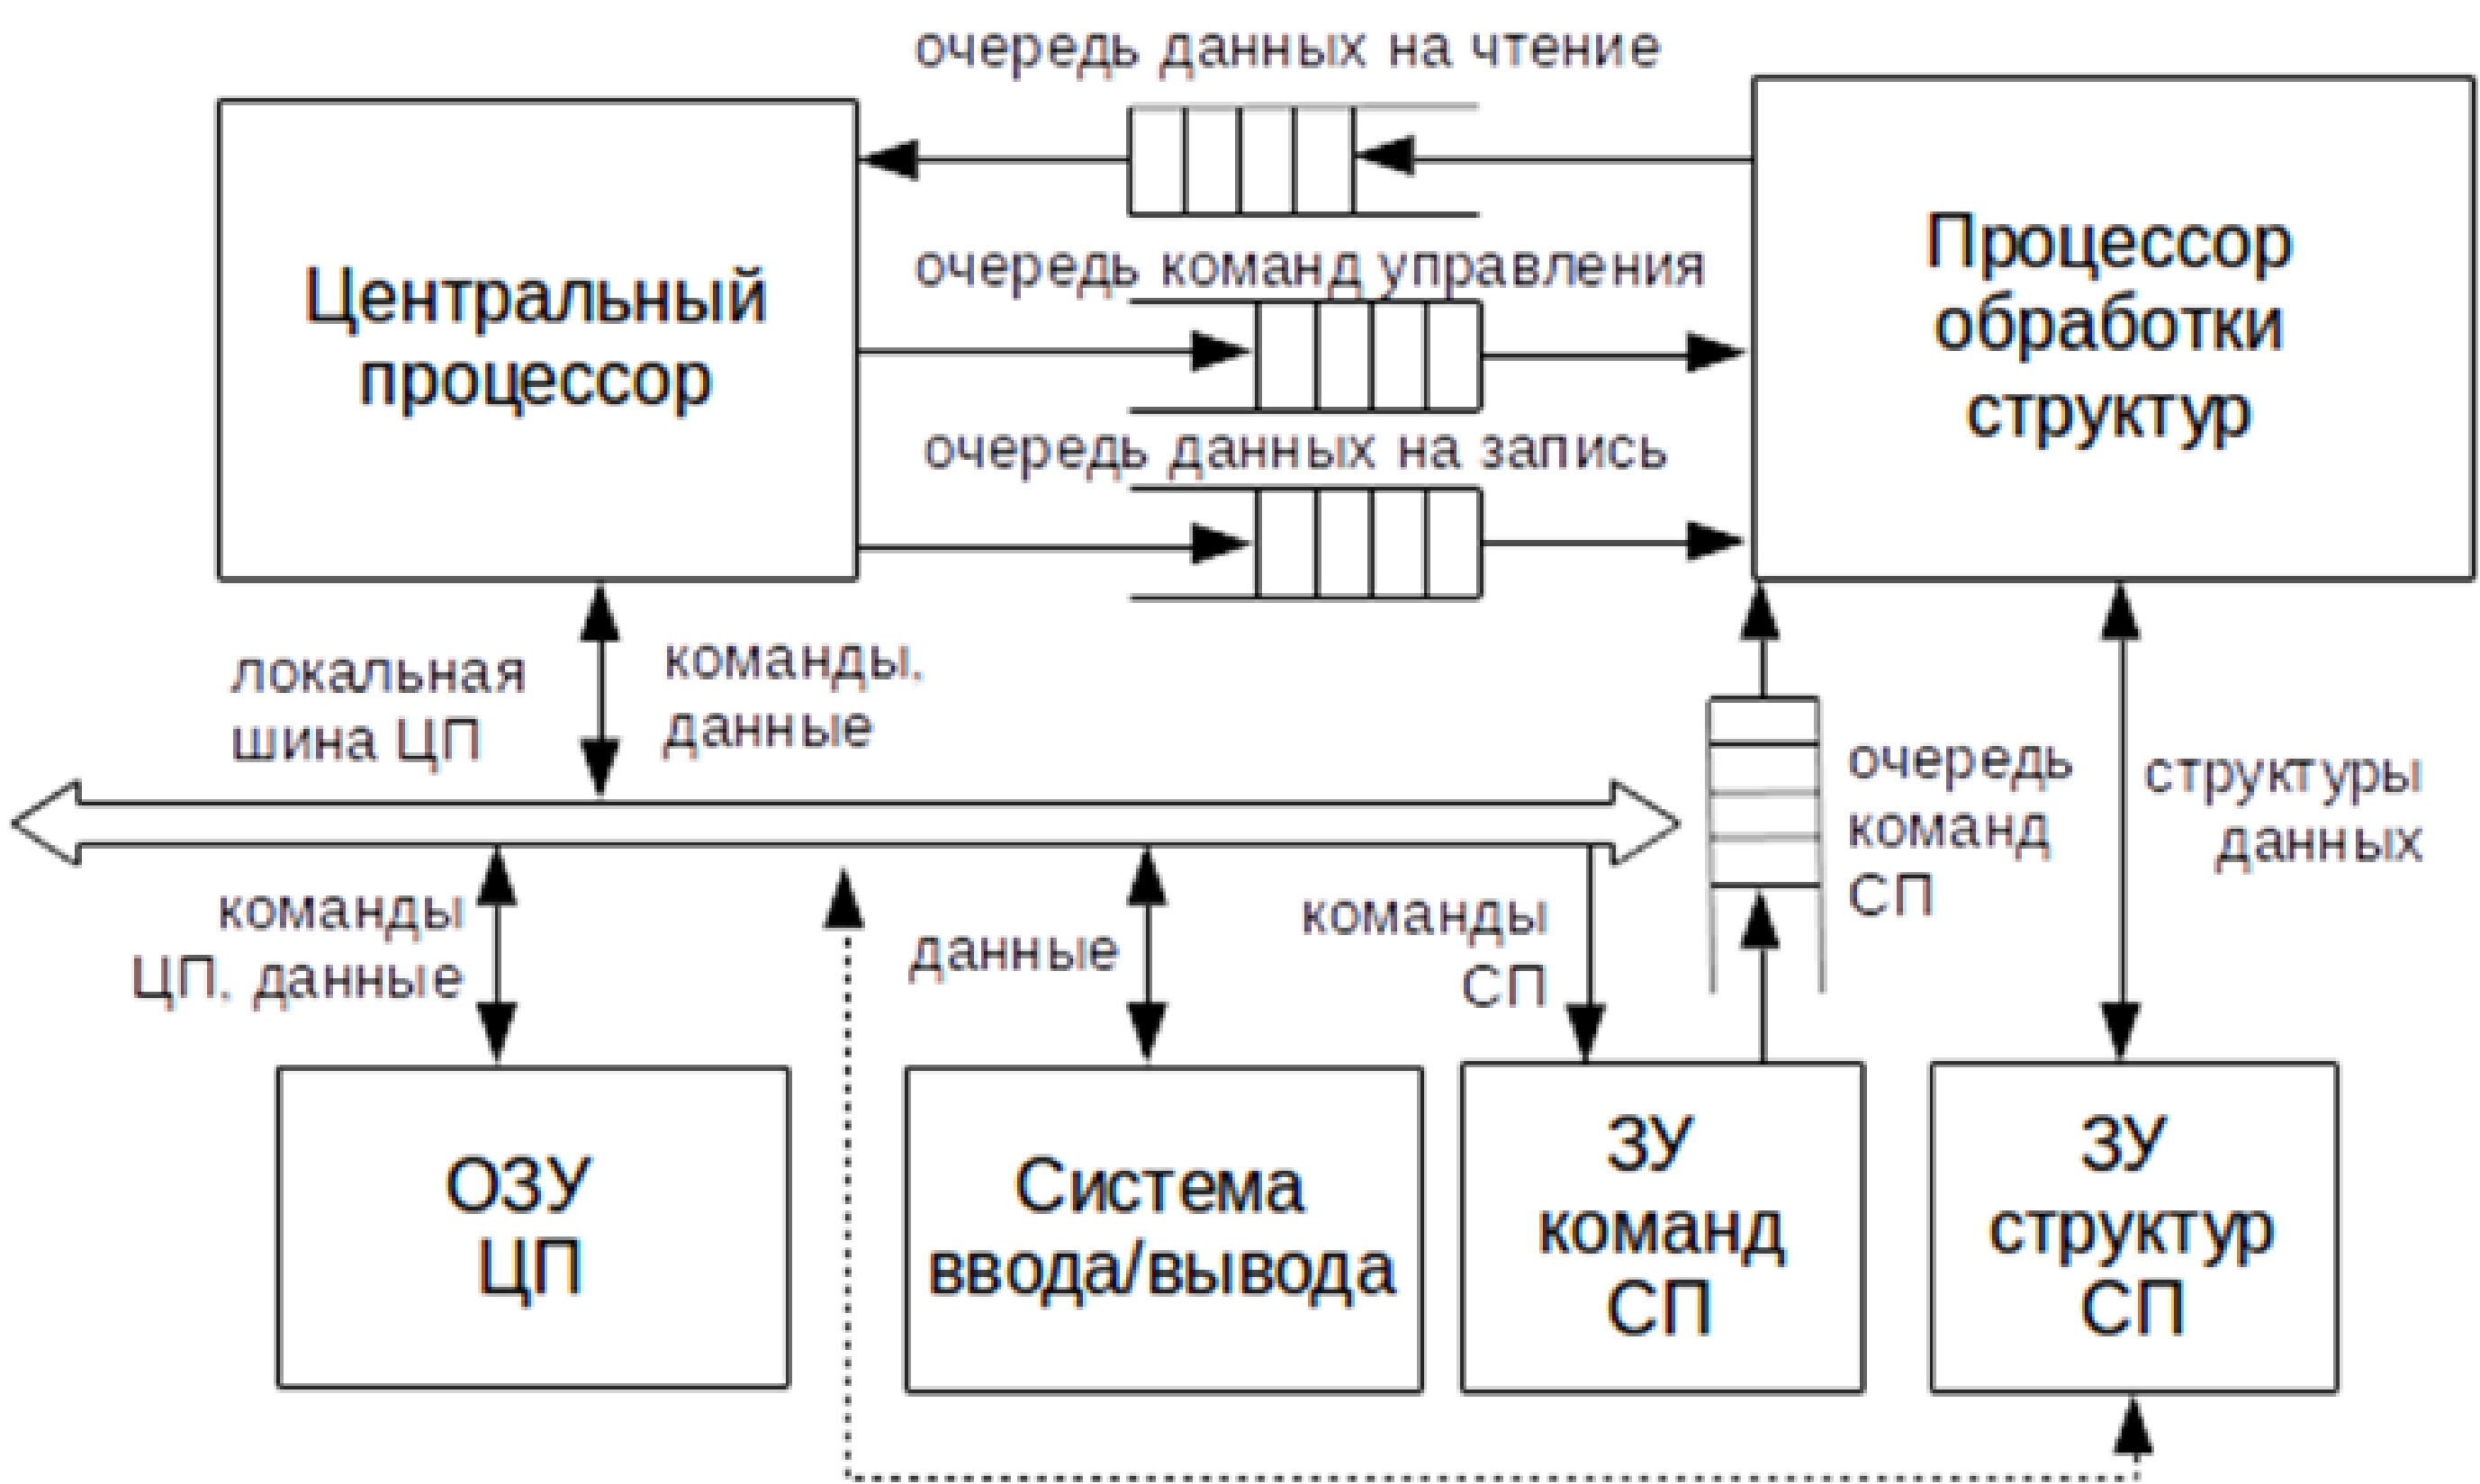 очередь данных на чтение
Центральный
процессор
очередь команд управления
очередь данных на запись
Процессор
обработки
структур
локальная
шина ЦП
команды,
данные
очередь
команд
СП
структуры
данных
команды
ЦП, данные
данные
команды
СП
ОЗУ
ЦП
Система
ввода/вывода
ЗУ
команд
СП
ЗУ
структур
СП